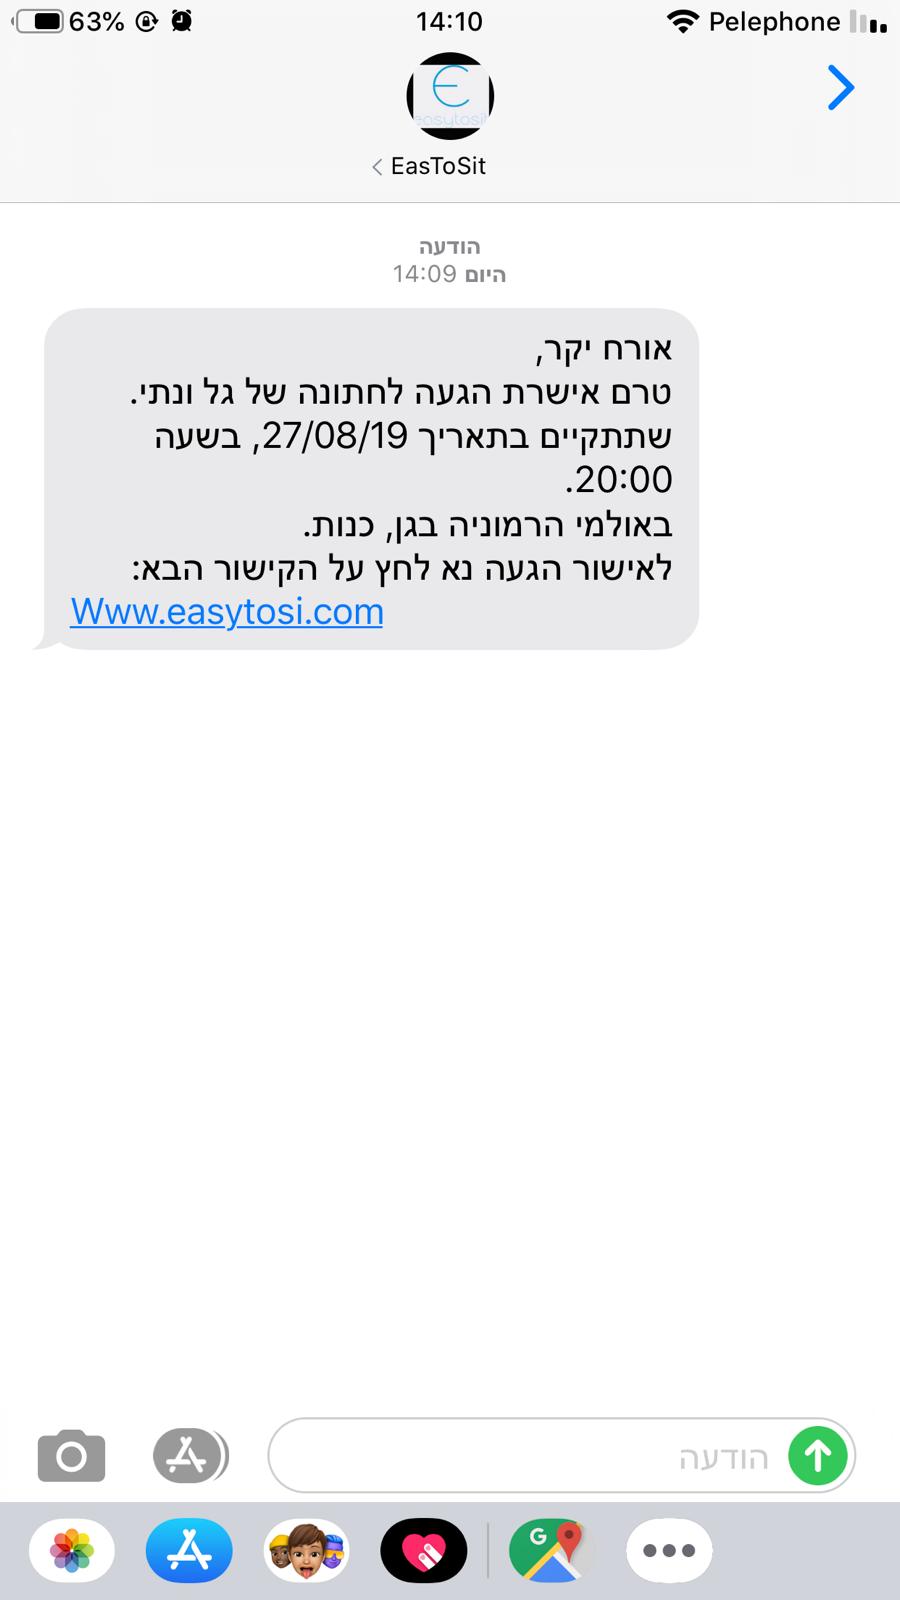 63%
14:10
Pelephone
easytosit
EasToSit
הודעה
היום 14:09
אורח יקר,
טרם אישרת הגעה לחתונה של גל ונתי.
שתתקיים בתאריך 27/08/19, בשעה
20:00.
באולמי הרמוניה בגן, כנות.
לאישור הגעה נא לחץ על הקישור הבא:
Www.easytosi.com
הודעה
G